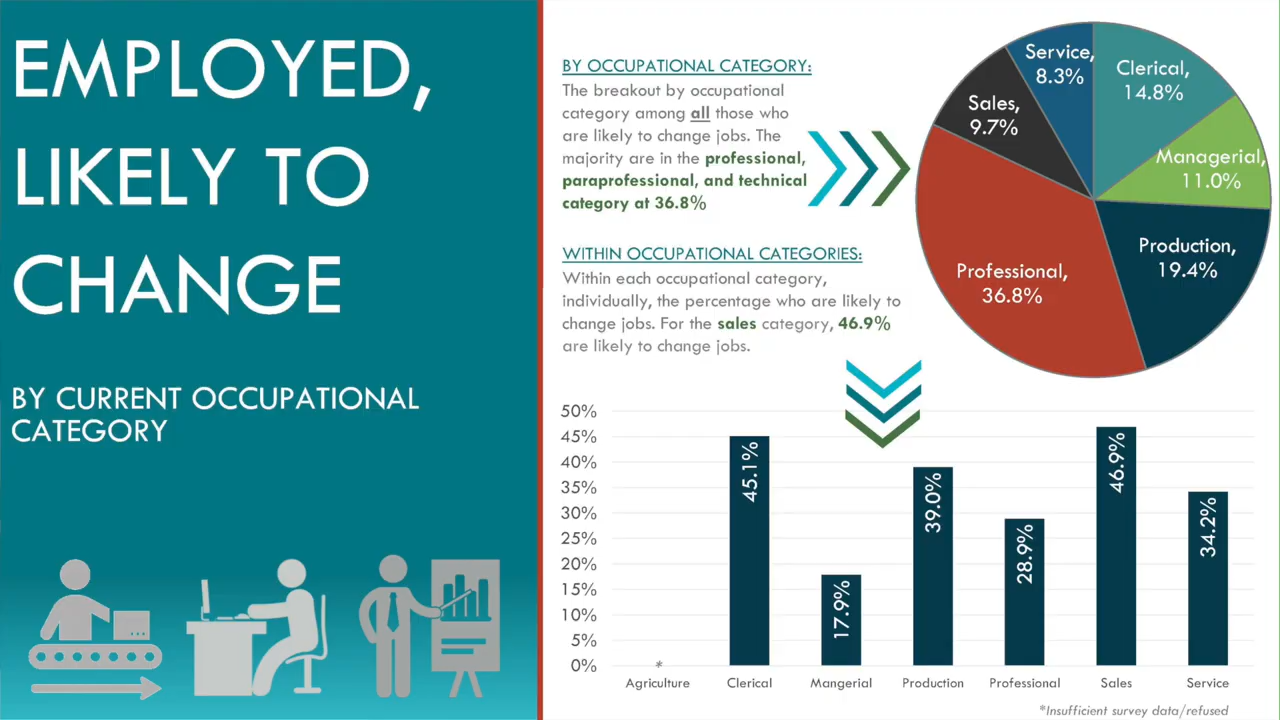 EMPLOYED,
LIKELY TO
CHANGE
BY CURRENT OCCUPATIONAL
CATEGORY
BY OCCUPATIONAL CATEGORY:
The breakout by occupational
category among all those who
are likely to change jobs. The
majority are in the professional,
paraprofessional, and technical
category at 36.8%
WITHIN OCCUPATIONAL CATEGORIES:
Within each occupational category,
individually, the percentage who are likely to
change jobs. For the sales category, 46.9%
are likely to change jobs.
Service,
8.3%
Clerical,
14.8%
Sales,
9.7%
Managerial,
11.0%
Production,
19.4%
Professional,
36.8%
50%
45%
40%
35%
30%
25%
20%
15%
10%
5%
0%
*
45.1%
17.9%
39.0%
28.9%
46.9%
34.2%
Agriculture
Clerical
Mangerial
Production
Professional
Sales
Service
*Insufficient survey data/refused